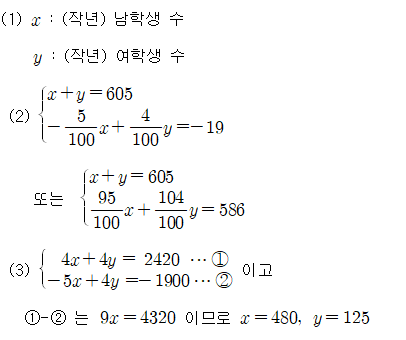 (1) x : (작년) 남학생 수
y : (작년) 여학생 수
(2) { x+y=605
-5/100 x+4/100 y=-19
또는 { x+y=605
95/100 x+104/100 y=586
(3) { 4x+4y= 2420 ⋯ ①
-5x+4y =-1900 ⋯ ② 이고
①-② 는 9x=4320 이므로 x=480, y=125